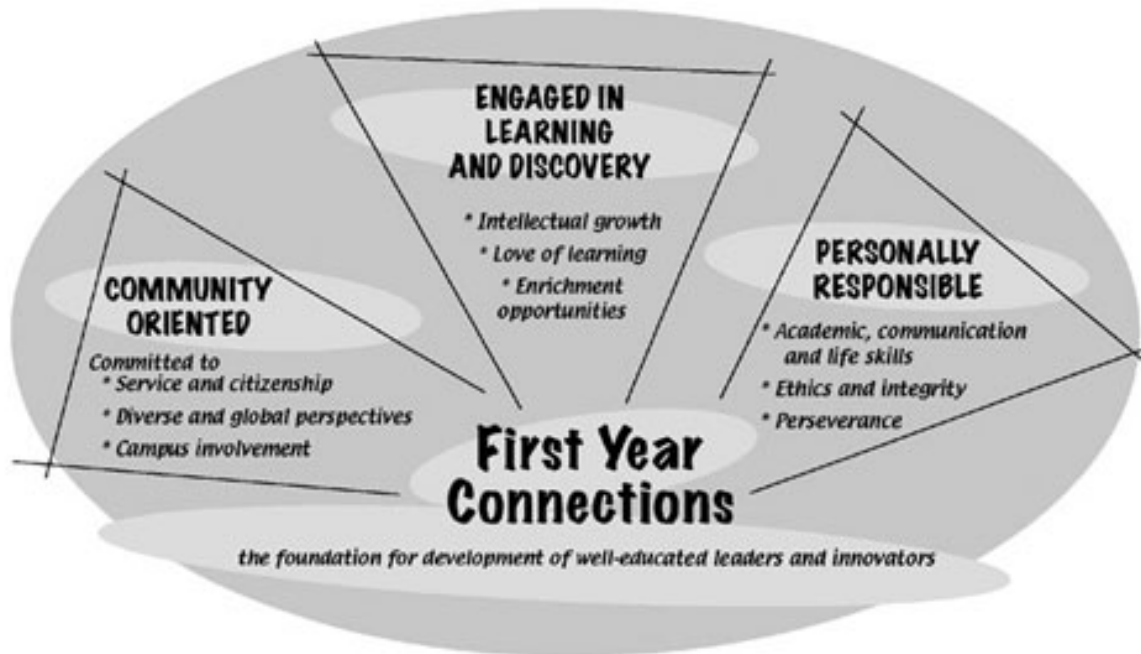 ENGAGED IN
LEARNING
AND DISCOVERY
* Intellectual growth
* Love of learning
* Enrichment
opportunities
COMMUNITY
ORIENTED
Committed to
* Service and citizenship
* Diverse and global perspectives
* Campus involvement
PERSONALLY
RESPONSIBLE
* Academic, communication
and life skills
* Ethics and integrity
* Perseverance
First Year
Connections
the foundation for development of well-educated leaders and innovators